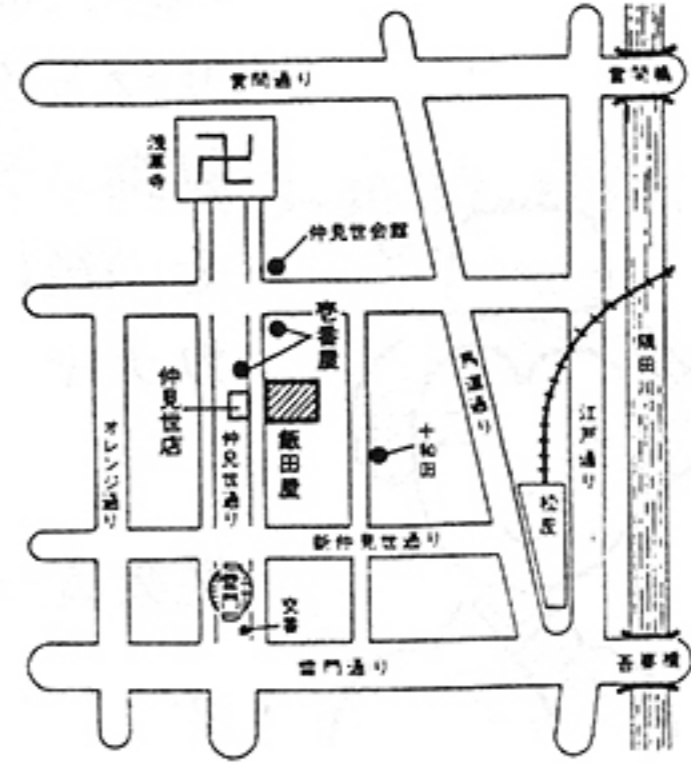 言問通り
言問橋
浅草寺
仲見世会館
壱番屋
仲見世店
飯田屋
馬道通り
隅田川
オレンジ通り
仲見世通り
十和田
江戸通り
松屋
新仲見世通り
雷門
交番
雷門通り
吾妻橋